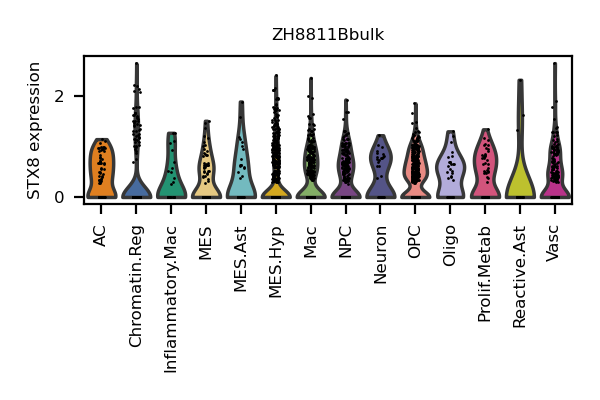 ZH8811Bbulk
STX8 expression
2
0
AC
Chromatin.Reg
Inflammatory.Mac
MES
MES.Ast
MES.Hyp
Mac
NPC
Neuron
OPC
Oligo
Prolif.Metab
Reactive.Ast
Vasc